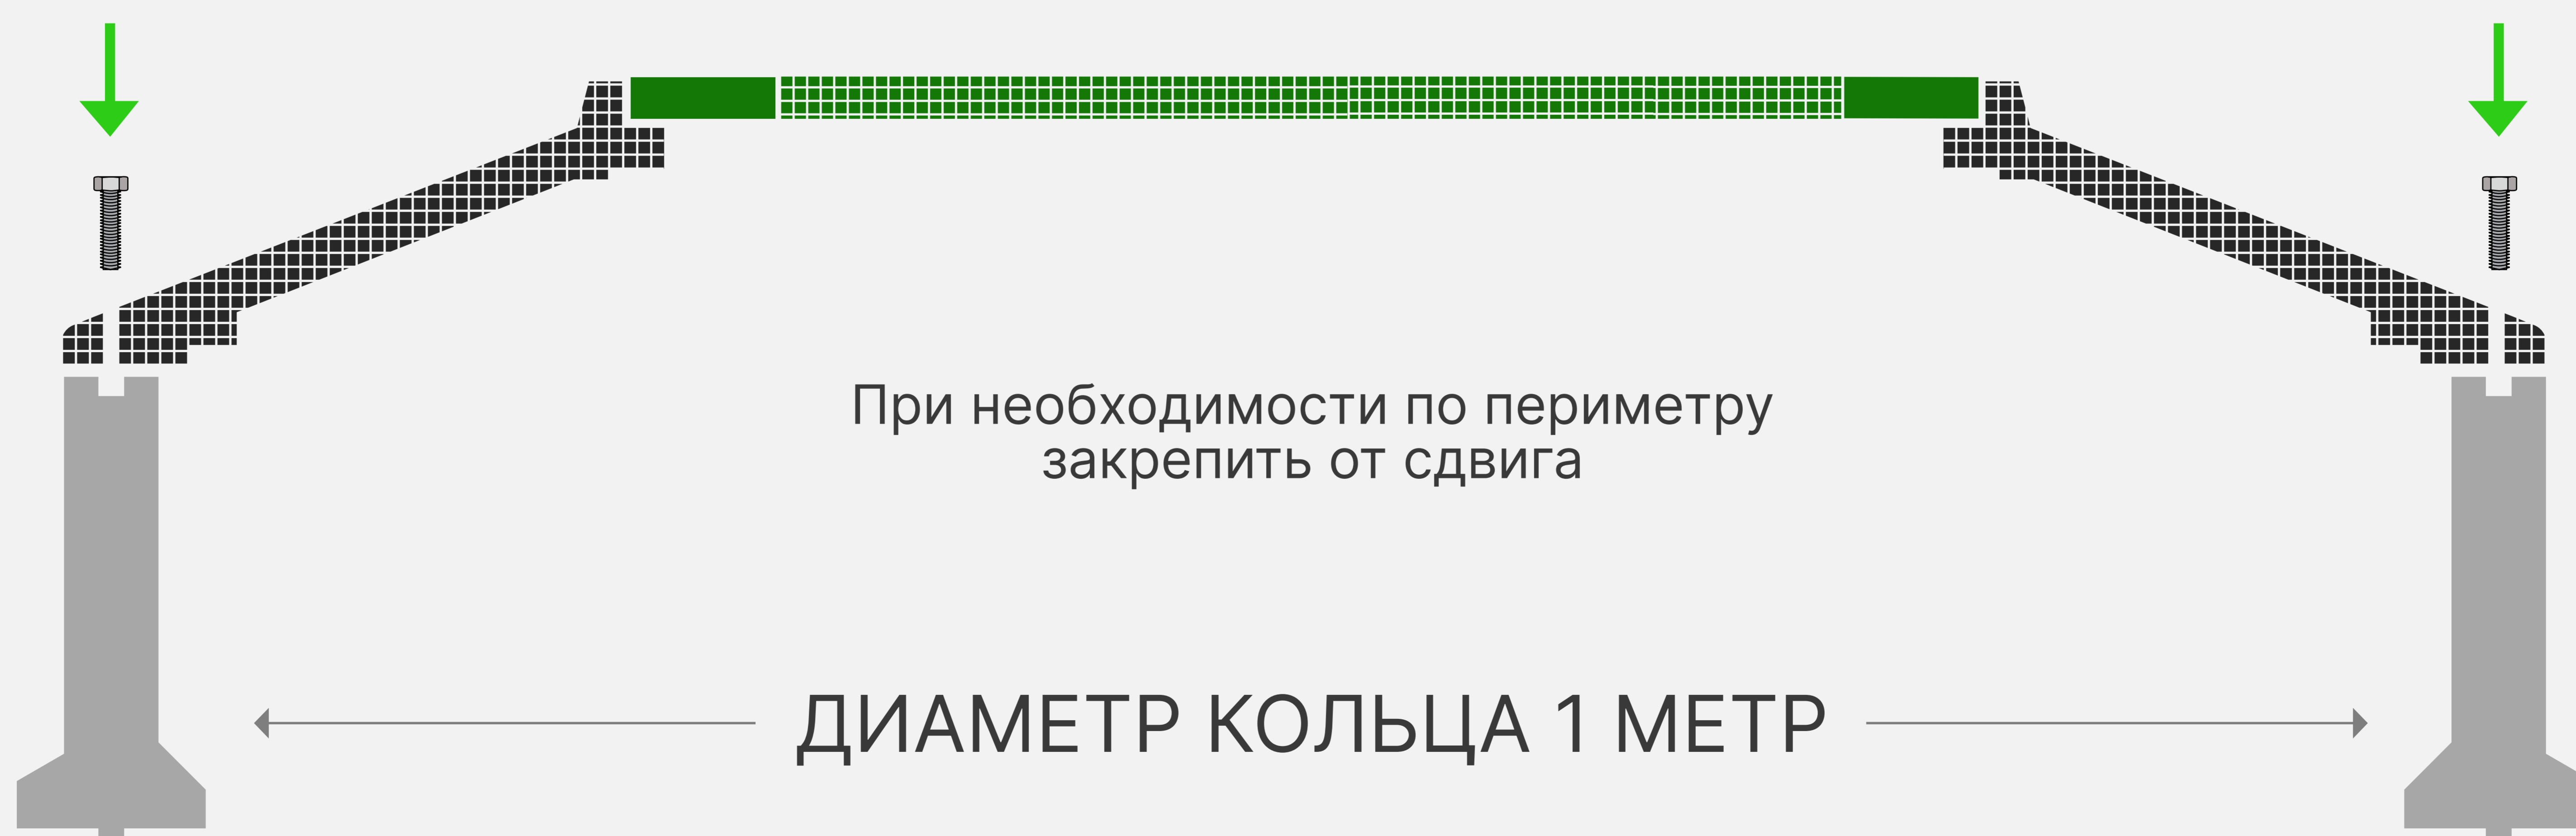 При необходимости по периметру
закрепить от сдвига
ДИАМЕТР КОЛЬЦА 1 МЕТР